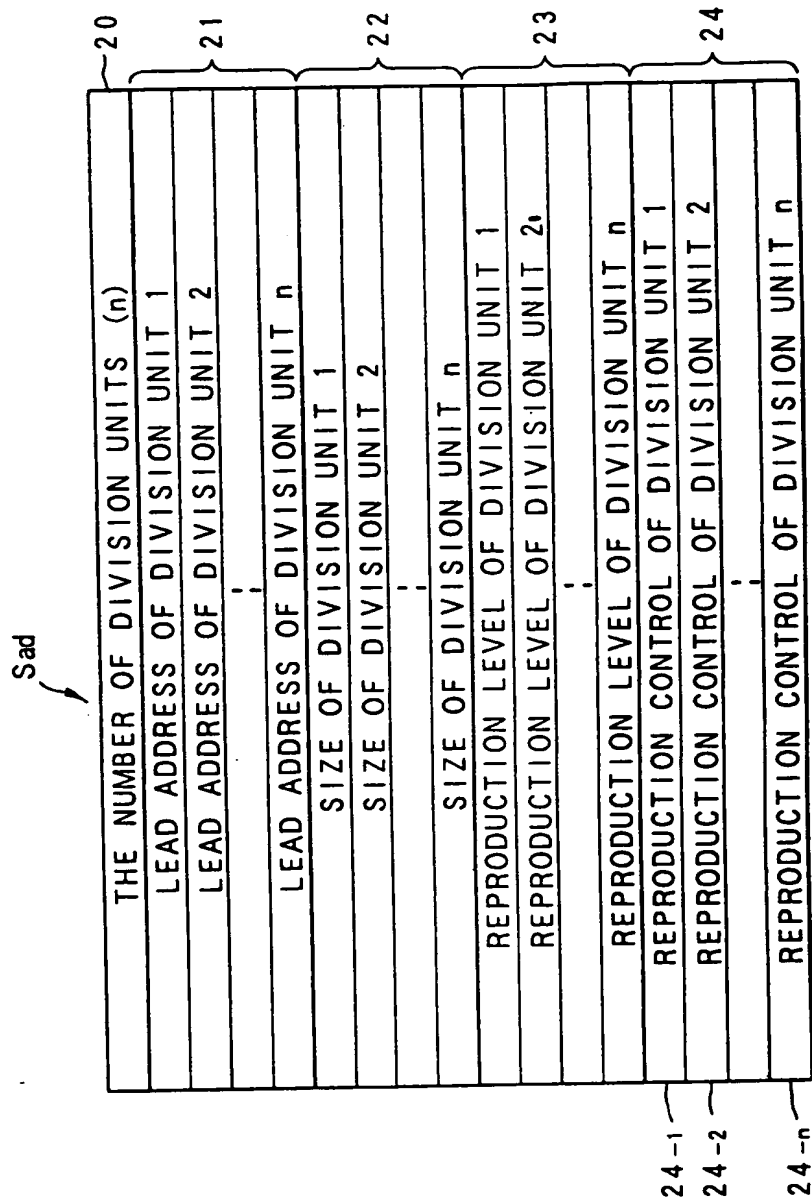 Sad
THE NUMBER OF DIVISION UNITS (n)
20
LEAD ADDRESS OF DIVISION UNIT 1
LEAD ADDRESS OF DIVISION UNIT 2
LEAD ADDRESS OF DIVISION UNIT n
21
SIZE OF DIVISION UNIT 1
SIZE OF DIVISION UNIT 2
SIZE OF DIVISION UNIT n
22
REPRODUCTION LEVEL OF DIVISION UNIT 1
REPRODUCTION LEVEL OF DIVISION UNIT 2
REPRODUCTION LEVEL OF DIVISION UNIT n
23
24-1
REPRODUCTION CONTROL OF DIVISION UNIT 1
24-2
REPRODUCTION CONTROL OF DIVISION UNIT 2
24-n
REPRODUCTION CONTROL OF DIVISION UNIT n
24